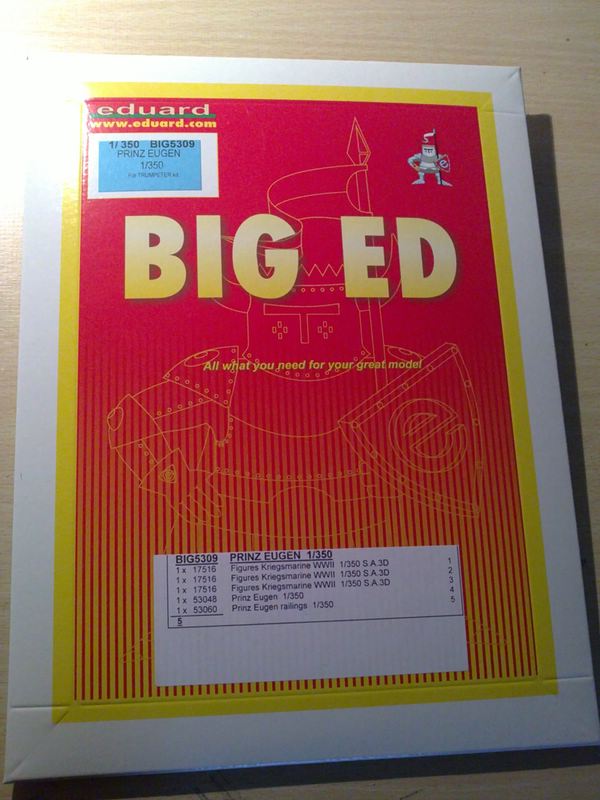 eduard
www.eduard.com
1/ 350 BIG5309
PRINZ EUGEN
1/350
For TRUMPETER kit
BIG ED
All what you need for your great model
BIG5309 PRINZ EUGEN 1/350
1 x 17516 Figures Kriegsmarine WWII 1/350 S.A.3D 1
1 x 17516 Figures Kriegsmarine WWII 1/350 S.A.3D 2
1 x 17516 Figures Kriegsmarine WWII 1/350 S.A.3D 3
1 x 53048 Prinz Eugen 1/350 4
1 x 53060 Prinz Eugen railings 1/350 5
5